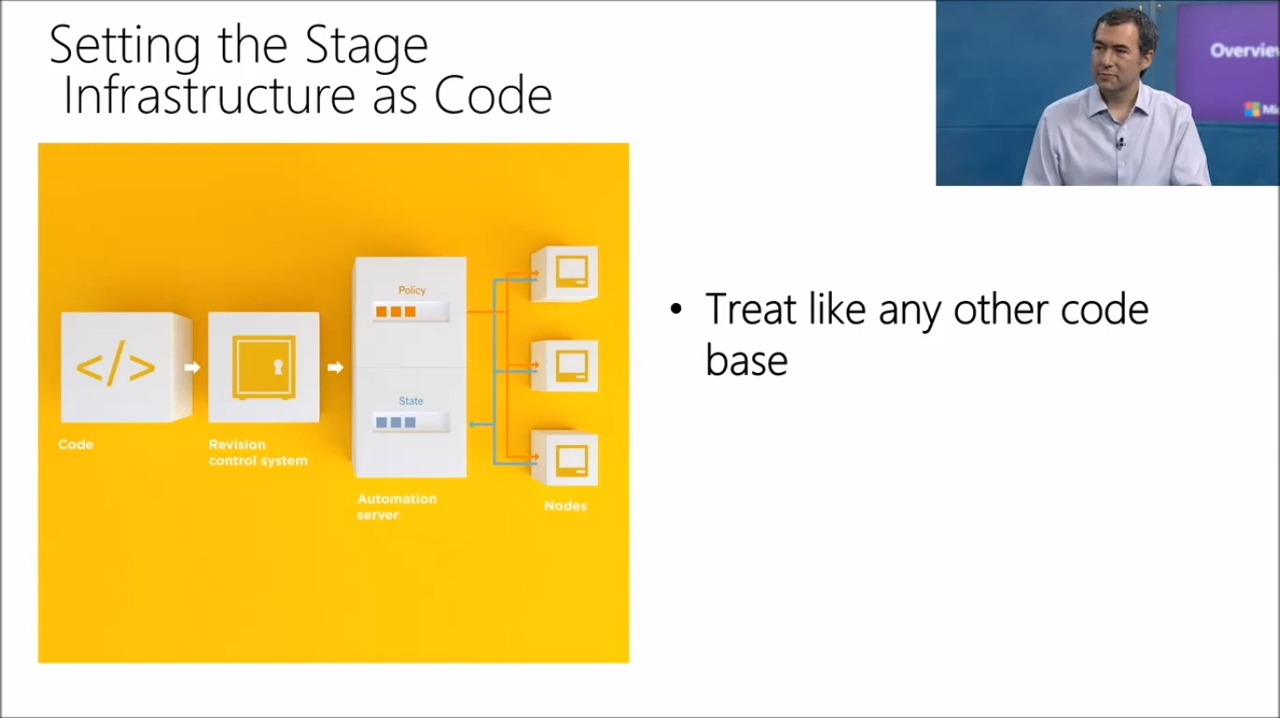 Setting the Stage
Infrastructure as Code
Policy
State
Code
Revision
control system
Automation
server
Nodes
• Treat like any other code
base